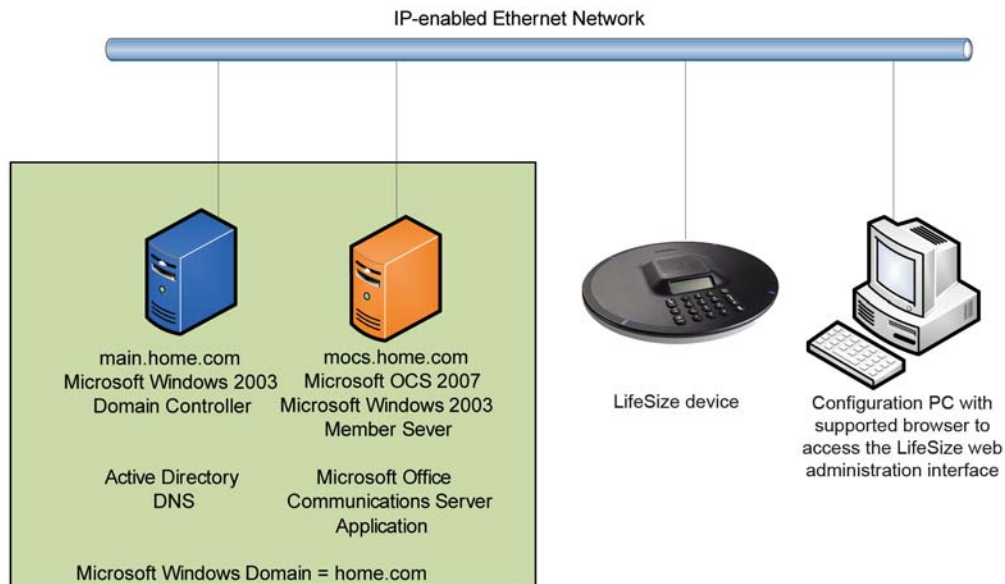 IP-enabled Ethernet Network
main.home.com
Microsoft Windows 2003
Domain Controller
Active Directory
DNS
mocs.home.com
Microsoft OCS 2007
Microsoft Windows 2003
Member Sever
Microsoft Office
Communications Server
Application
Microsoft Windows Domain = home.com
LifeSize device
Configuration PC with
supported browser to
access the LifeSize web
administration interface